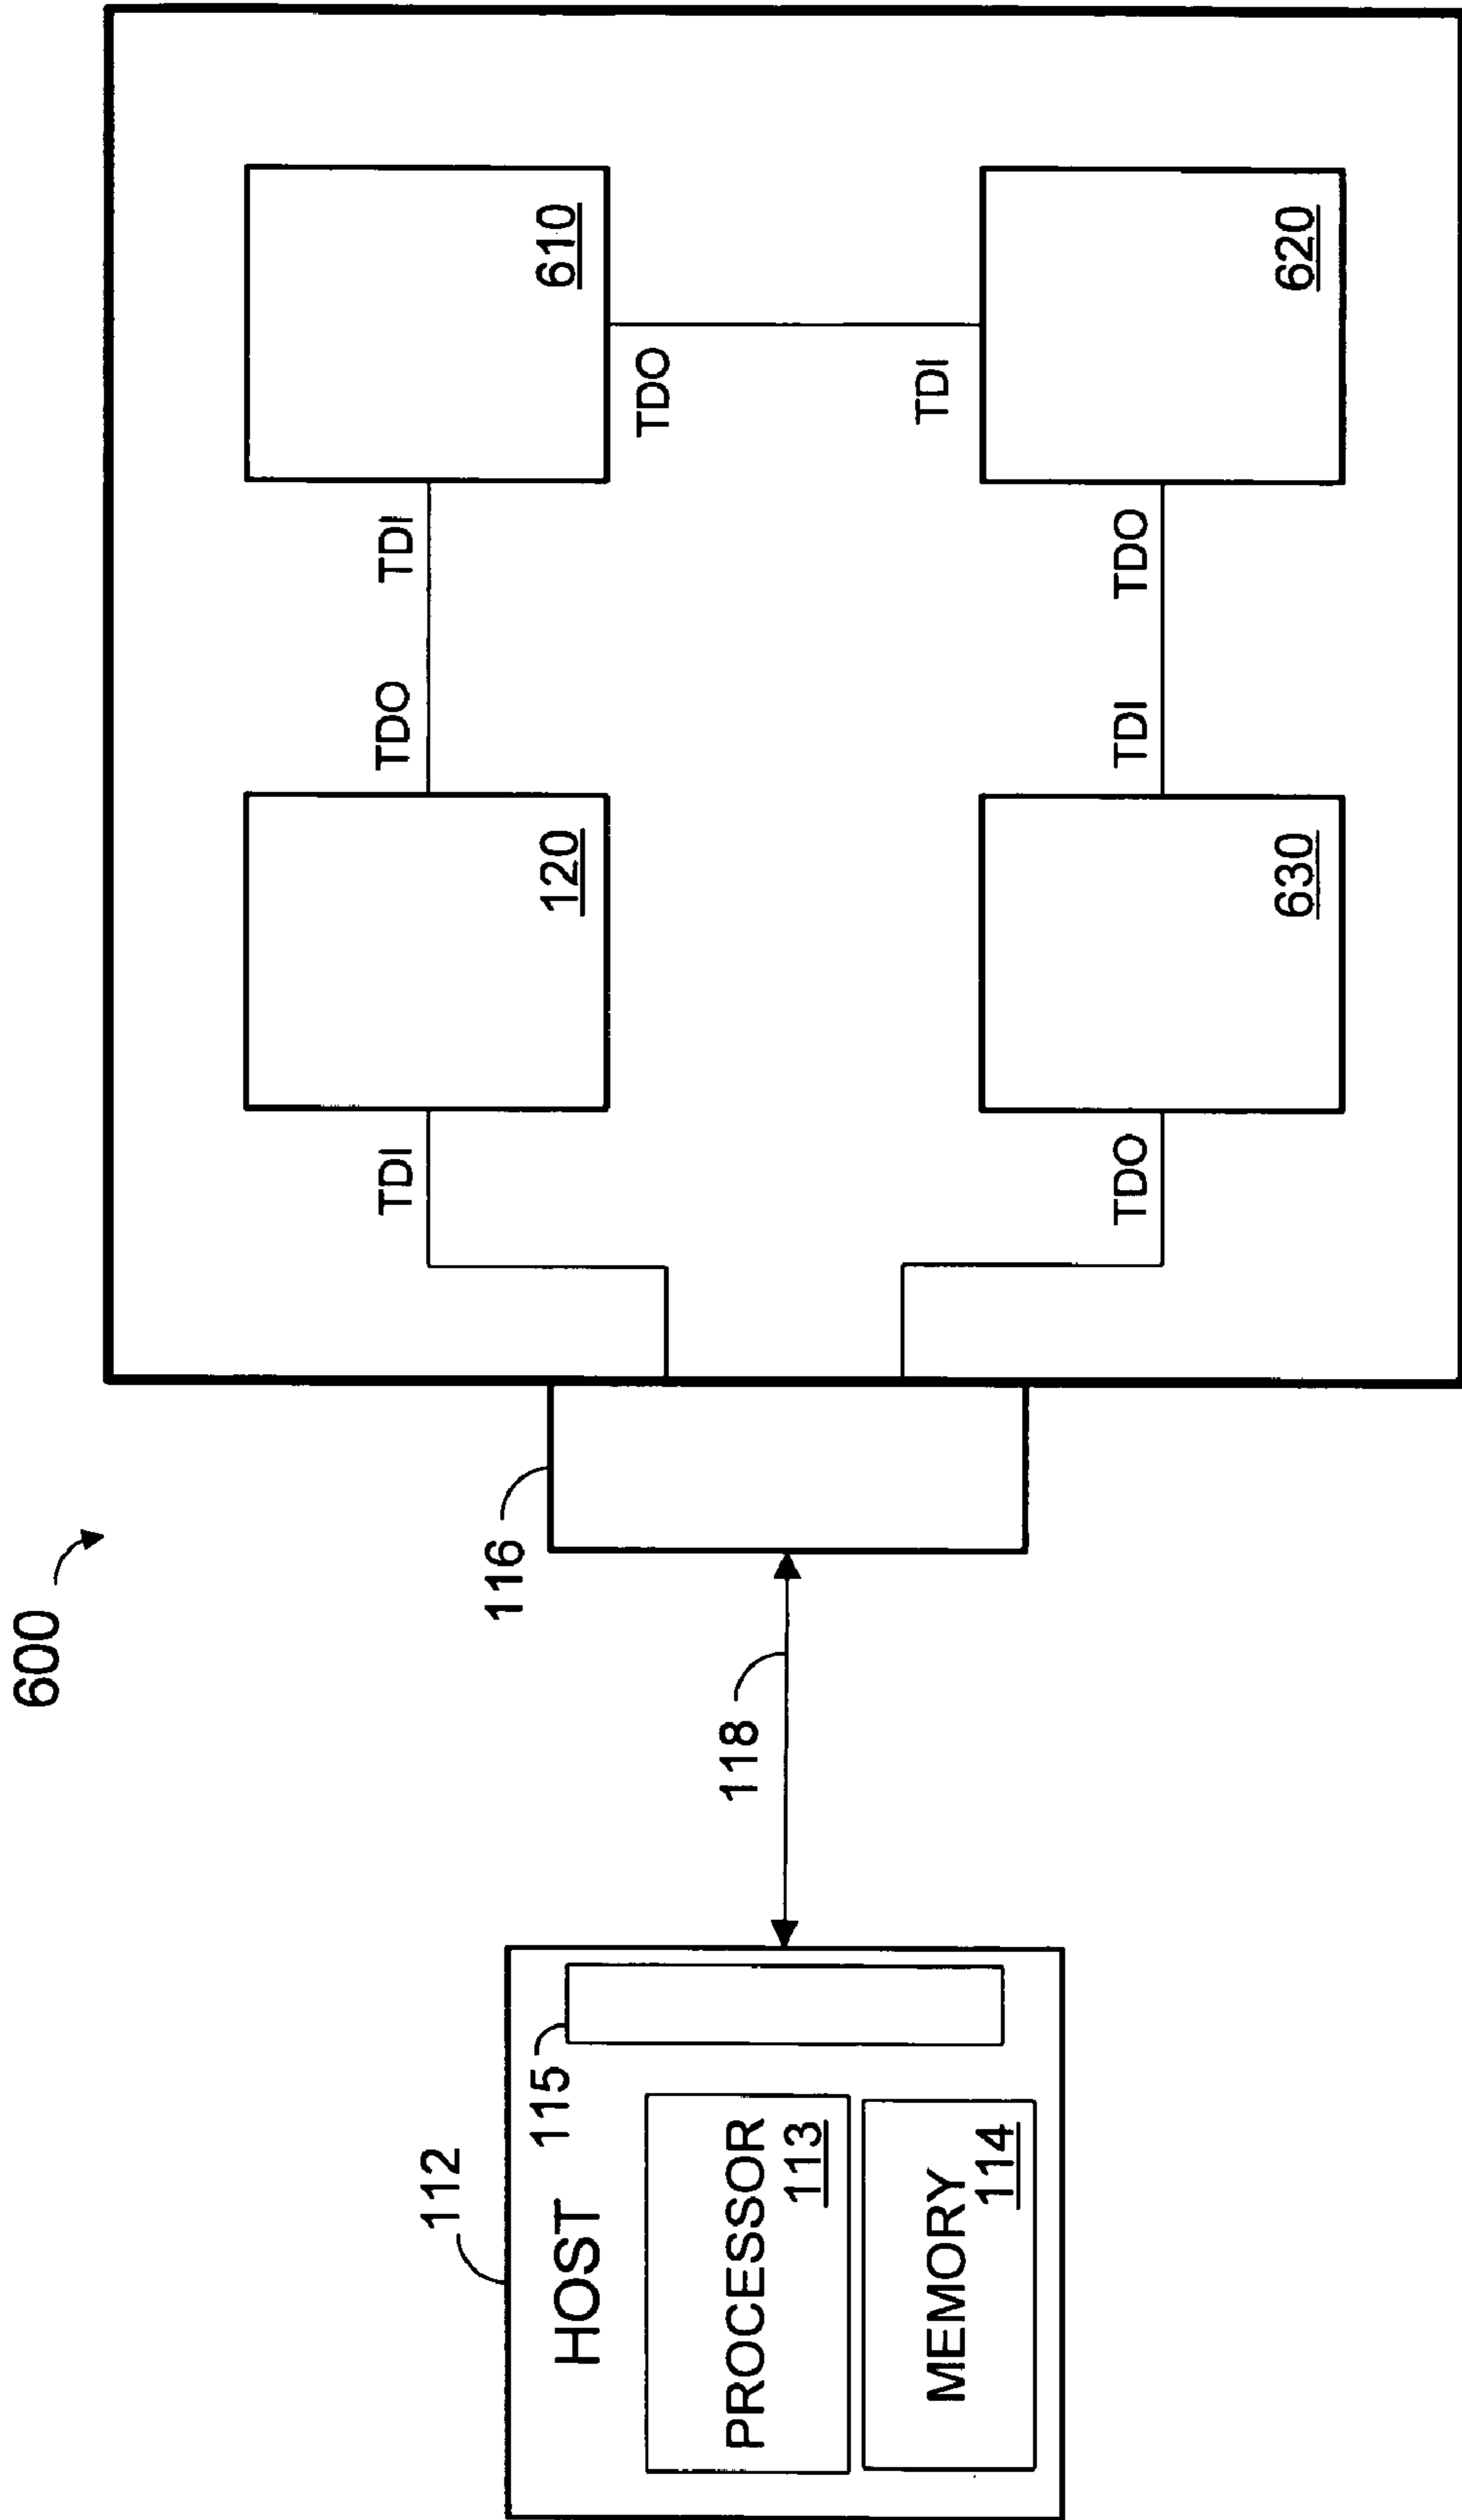 600
112
HOST
115
PROCESSOR
113
MEMORY
114
118
116
TDI
120
TDO
TDI
610
TDO
TDI
620
TDO
TDI
630
TDO